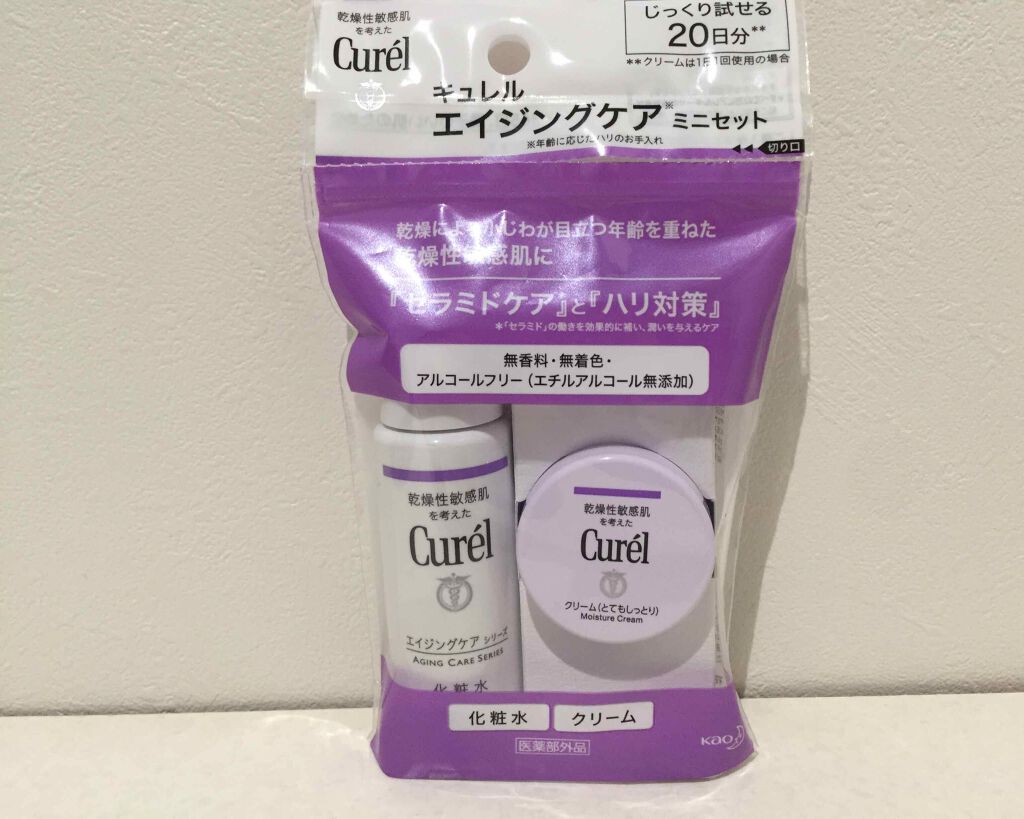 乾燥性敏感肌
を考えた
Curél
じっくり試せる
20日分**
**クリームは1日1回使用の場合
キュレル
エイジングケア※ ミニセット
※年齢に応じたハリのお手入れ
切り口
乾燥による小じわが目立つ年齢を重ねた
乾燥性敏感肌に
『セラミドケア』と『ハリ対策』
＊「セラミド」の働きを効果的に補い、潤いを与えるケア
無香料・無着色・
アルコールフリー（エチルアルコール無添加）
乾燥性敏感肌
を考えた
Curél
エイジングケア シリーズ
AGING CARE SERIES
化粧水
乾燥性敏感肌
を考えた
Curél
クリーム（とてもしっとり）
Moisture Cream
化粧水
クリーム
医薬部外品
Kao